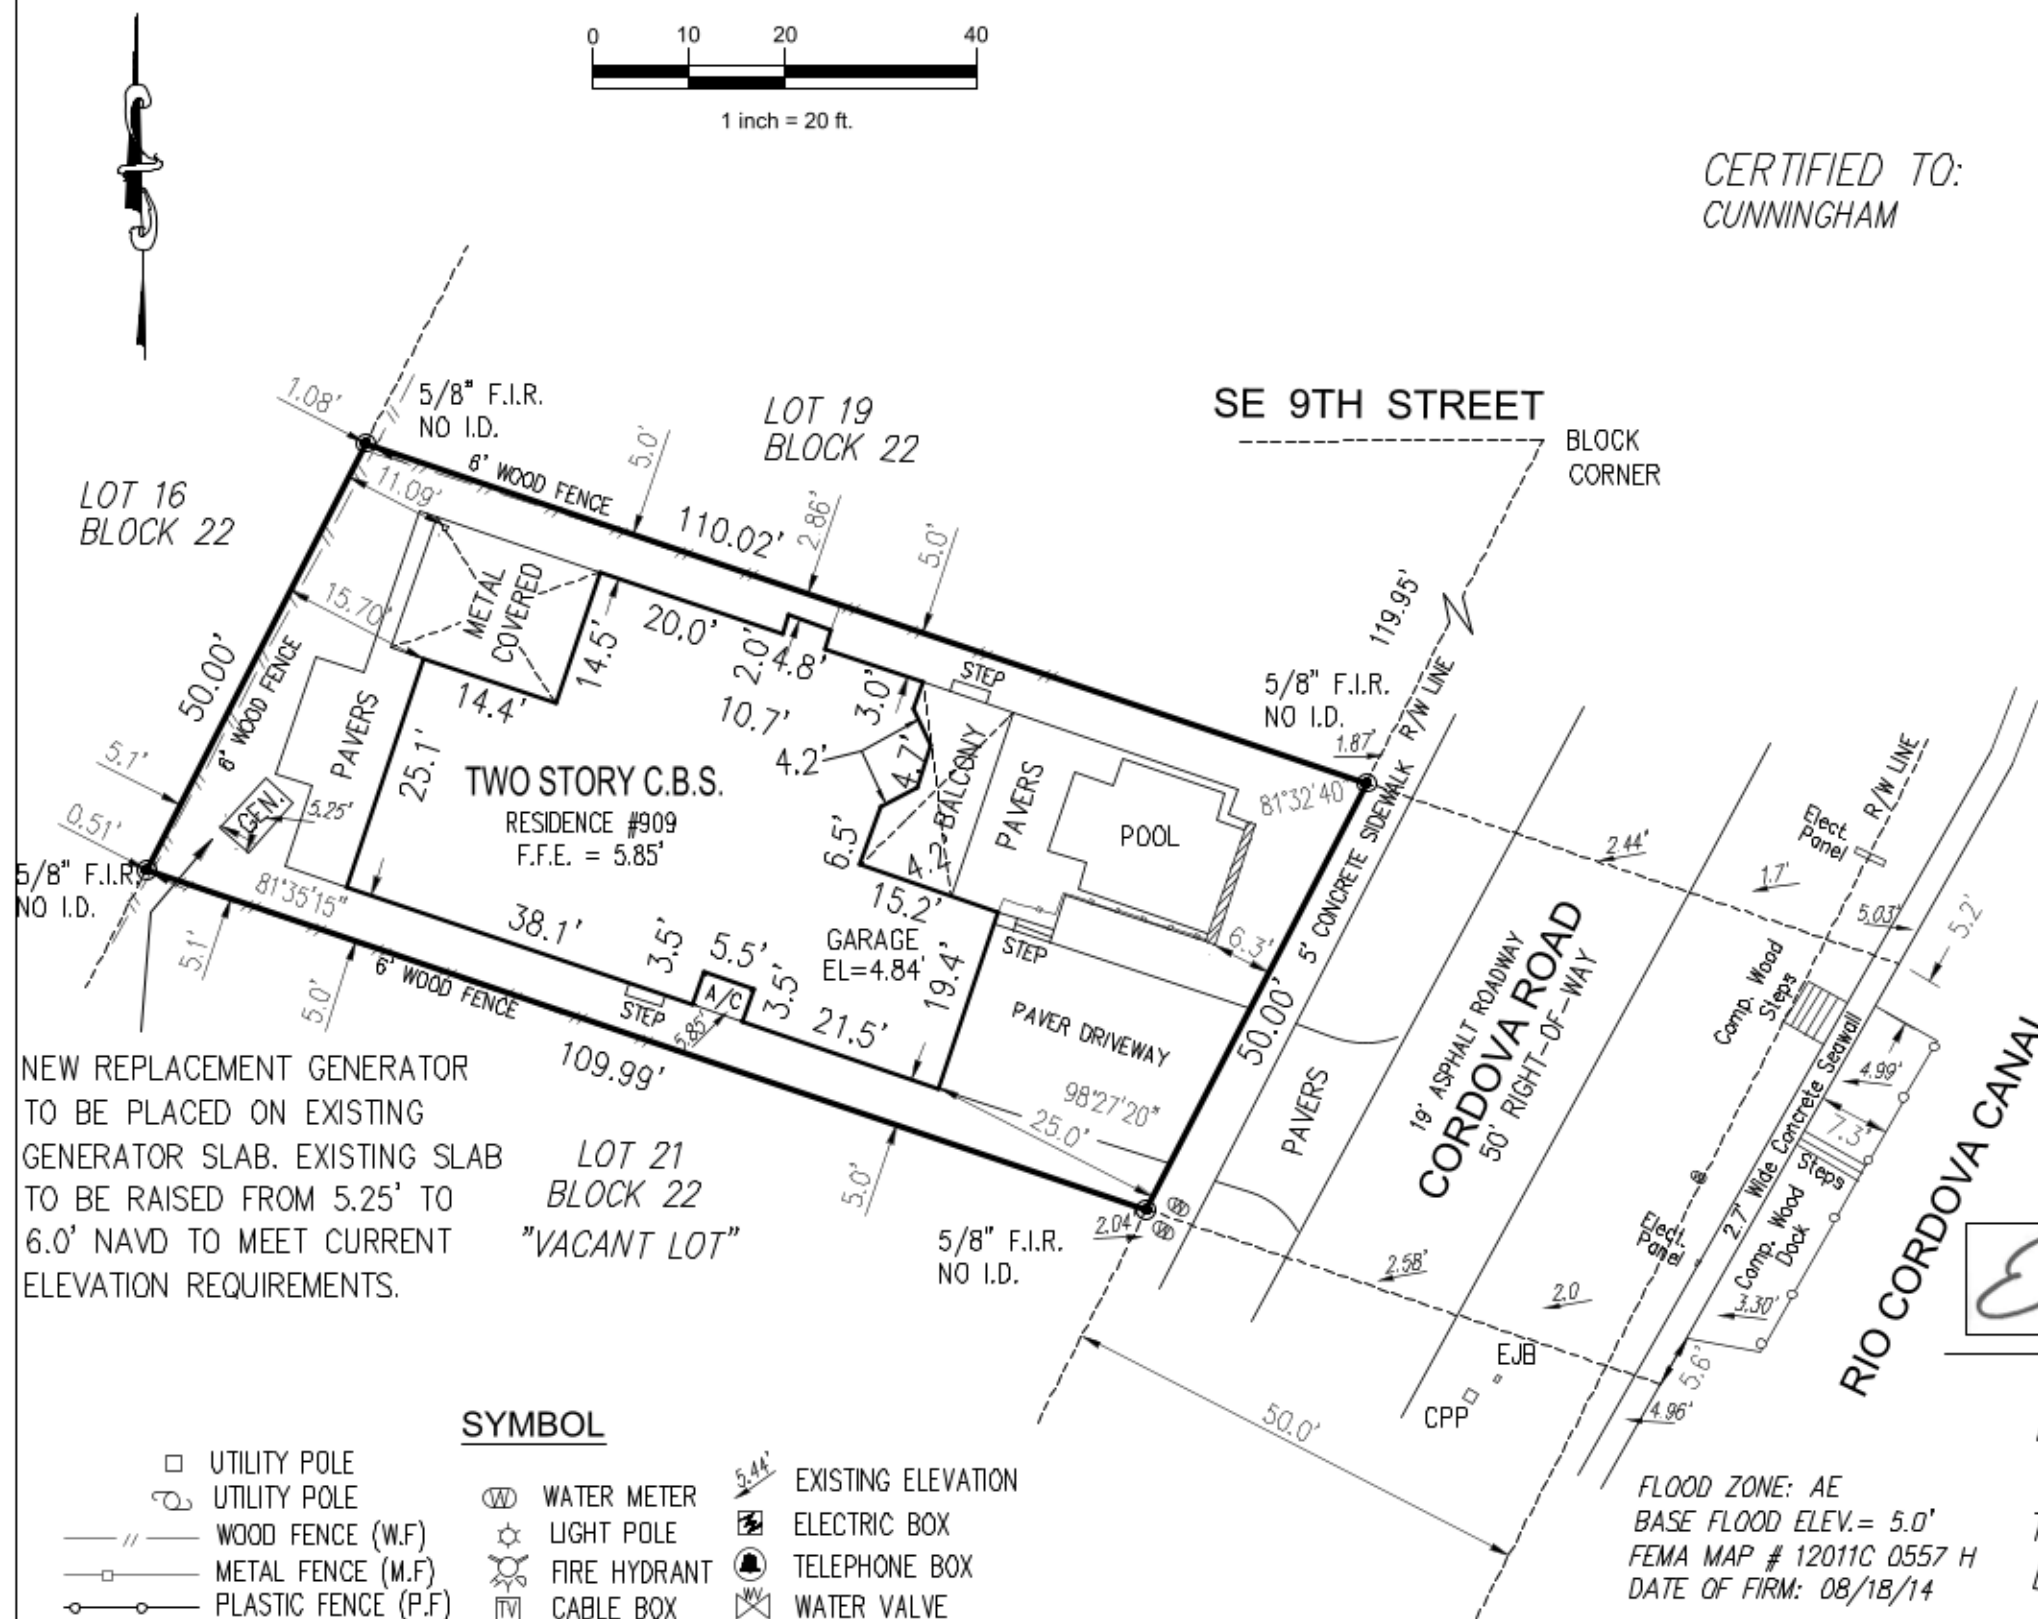 0 10 20 40
1 inch = 20 ft.
CERTIFIED TO:
CUNNINGHAM
1.08'
5/8" F.I.R.
NO I.D.
LOT 19
BLOCK 22
SE 9TH STREET
BLOCK
CORNER
LOT 16
BLOCK 22
6' WOOD FENCE
5.0'
11.09'
110.02'
2.86'
5.0'
119.95'
15.70'
METAL
COVERED
14.5'
20.0'
2.0'
4.8'
STEP
5/8" F.I.R.
NO I.D.
R/W LINE
1.87'
50.00'
6' WOOD FENCE
PAVERS
14.4'
10.7'
3.0'
4.2'
4.7'
BALCONY
PAVERS
POOL
81°32'40
5' CONCRETE SIDEWALK
5.1'
25.1'
TWO STORY C.B.S.
RESIDENCE #909
F.F.E. = 5.85'
GEN.
5.25'
6.5'
4.2'
0.51'
5/8" F.I.R.
NO I.D.
81°35'15"
5.1'
5.0'
6' WOOD FENCE
38.1'
3.5'
5.5'
A/C
3.5'
STEP
5.85'
15.2'
GARAGE
EL=4.84'
19.4'
21.5'
STEP
6.3'
PAVER DRIVEWAY
50.00'
98°27'20"
25.0'
109.99'
5.0'
NEW REPLACEMENT GENERATOR
TO BE PLACED ON EXISTING
GENERATOR SLAB. EXISTING SLAB
TO BE RAISED FROM 5.25' TO
6.0' NAVD TO MEET CURRENT
ELEVATION REQUIREMENTS.
LOT 21
BLOCK 22
"VACANT LOT"
5/8" F.I.R.
NO I.D.
2.04'
W
W
PAVERS
19' ASPHALT ROADWAY
CORDOVA ROAD
50' RIGHT-OF-WAY
2.44'
1.7'
Elect.
Panel
R/W LINE
5.03'
5.2'
Comp. Wood
Steps
2.7' Wide Concrete Seawall
4.99'
7.3'
Steps
Comp. Wood
Dock
3.30'
Elect.
Panel
RIO CORDOVA CANAL
2.58'
2.0
EJB
CPP
5.6'
4.96'
50.0'
SYMBOL
UTILITY POLE
UTILITY POLE
WOOD FENCE (W.F)
METAL FENCE (M.F)
PLASTIC FENCE (P.F)
W WATER METER
LIGHT POLE
FIRE HYDRANT
TV CABLE BOX
5.44' EXISTING ELEVATION
ELECTRIC BOX
TELEPHONE BOX
WV WATER VALVE
FLOOD ZONE: AE
BASE FLOOD ELEV.= 5.0'
FEMA MAP # 12011C 0557 H
DATE OF FIRM: 08/18/14